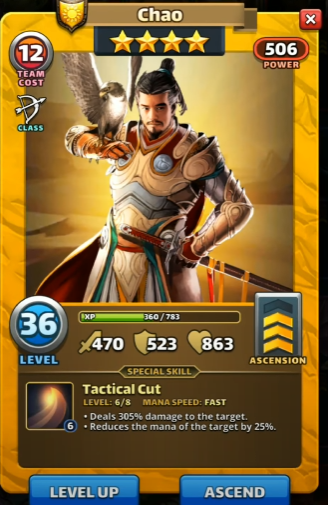 Chao
12
TEAM
COST
506
POWER
CLASS
36
LEVEL
XP 360 / 783
470 523 863
ASCENSION
SPECIAL SKILL
Tactical Cut
LEVEL: 6/8 MANA SPEED: FAST
6
• Deals 305% damage to the target.
• Reduces the mana of the target by 25%.
LEVEL UP ASCEND